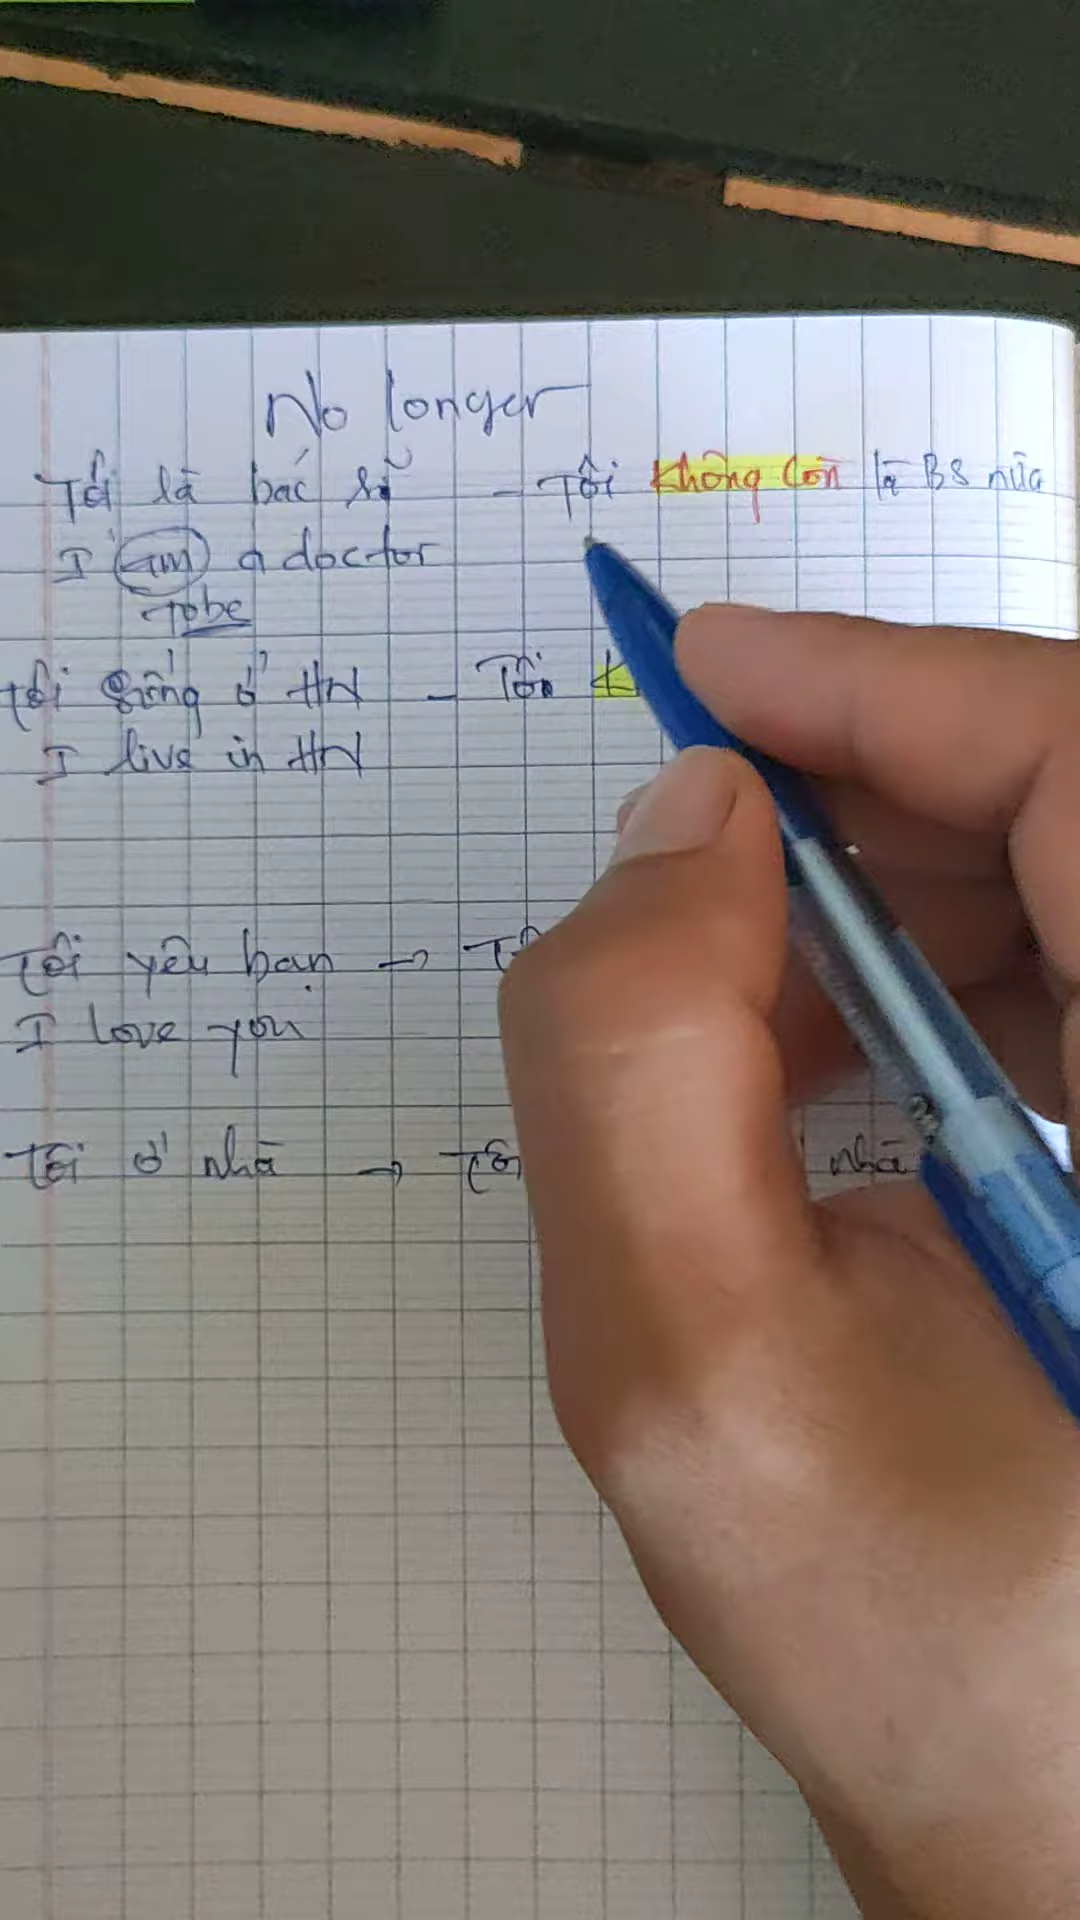 No longer
Tôi là bác sĩ - Tôi không còn là BS nữa
I am a doctor
Tobe
Tôi sống ở HN - Tôi
I live in HN
Tôi yêu bạn →
I love you
Tôi ở nhà → Tôi nhà